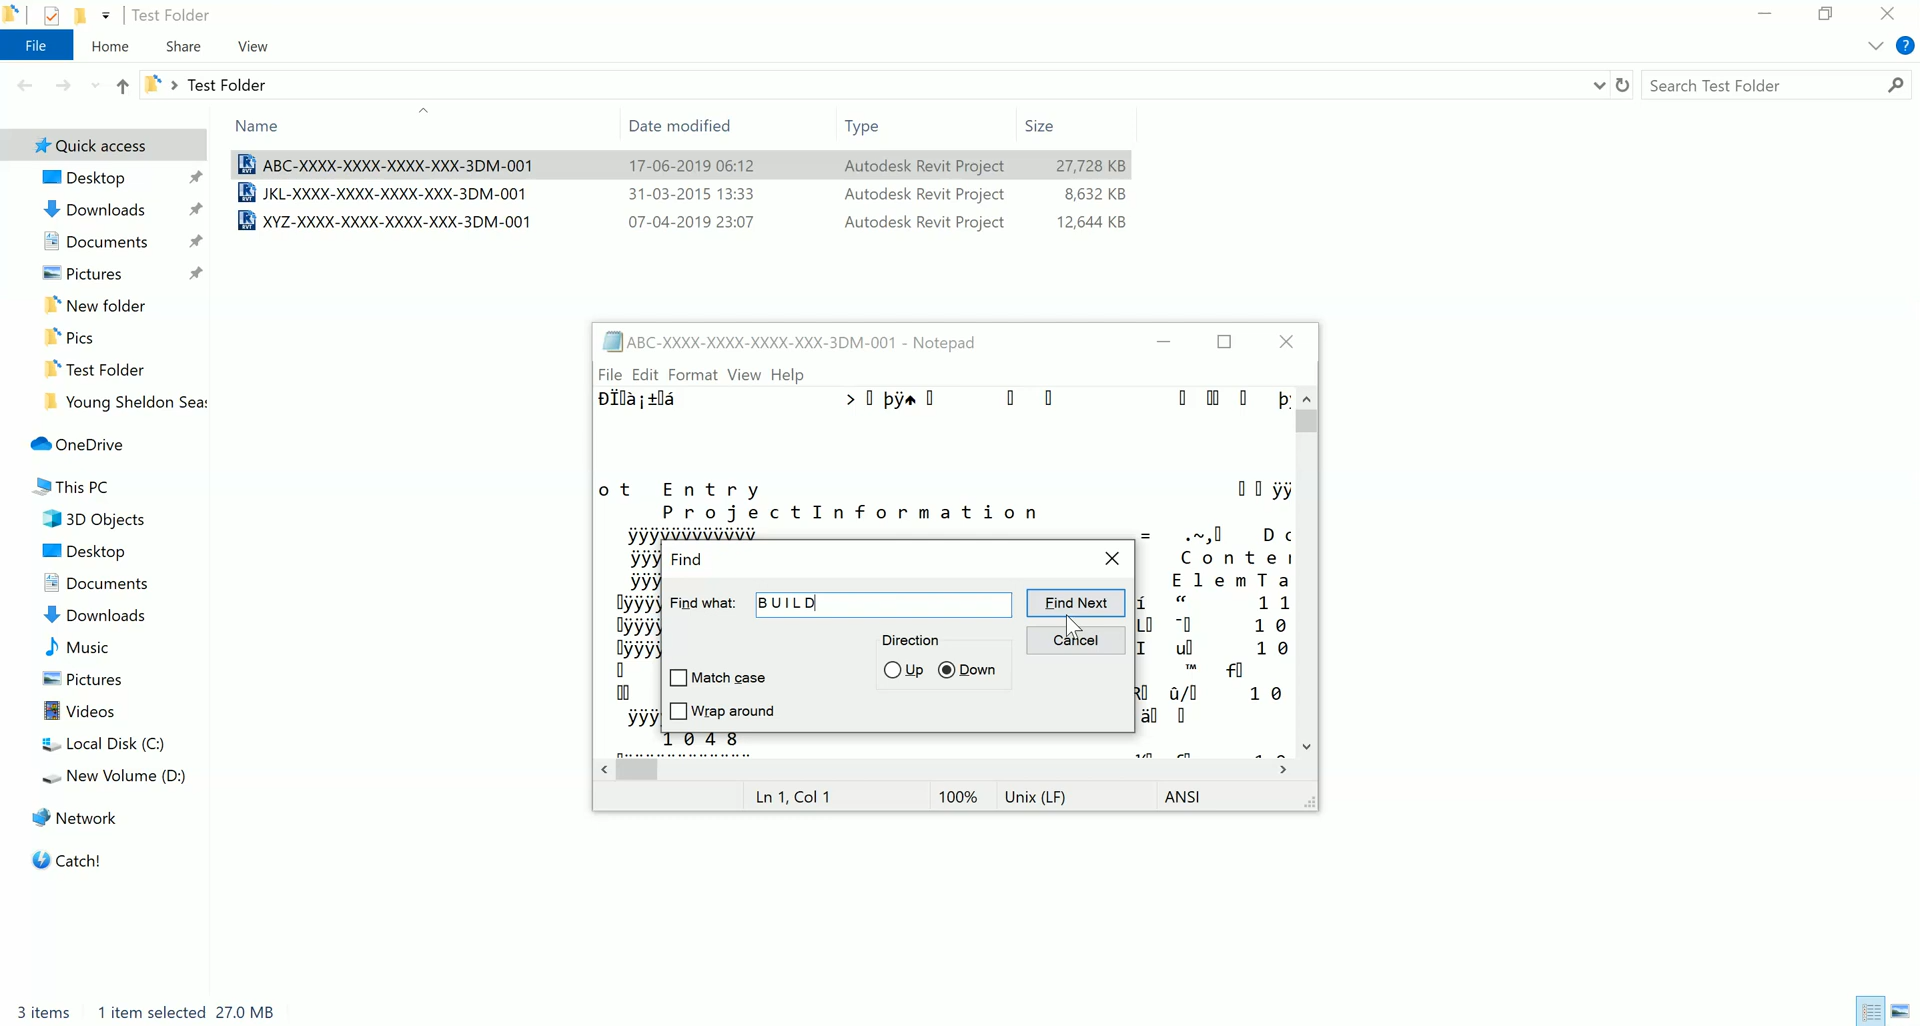 Test Folder
File Home Share View
Test Folder Search Test Folder
Name Date modified Type Size
Quick access
Desktop
Downloads
Documents
Pictures
New folder
Pics
Test Folder
Young Sheldon Seas
OneDrive
This PC
3D Objects
Desktop
Documents
Downloads
Music
Pictures
Videos
Local Disk (C:)
New Volume (D:)
Network
Catch!
ABC-XXXX-XXXX-XXXX-XXX-3DM-001 17-06-2019 06:12 Autodesk Revit Project 27,728 KB
JKL-XXXX-XXXX-XXXX-XXX-3DM-001 31-03-2015 13:33 Autodesk Revit Project 8,632 KB
XYZ-XXXX-XXXX-XXXX-XXX-3DM-001 07-04-2019 23:07 Autodesk Revit Project 12,644 KB
ABC-XXXX-XXXX-XXXX-XXX-3DM-001 - Notepad
File Edit Format View Help
o t E n t r y
P r o j e c t I n f o r m a t i o n
C o n t e
E l e m T a
1 1
1 0
1 0
1 0
1 0 4 8
Find
Find what: B U I L D Find Next
Direction Cancel
Up Down
Match case
Wrap around
Ln 1, Col 1 100% Unix (LF) ANSI
3 items 1 item selected 27.0 MB